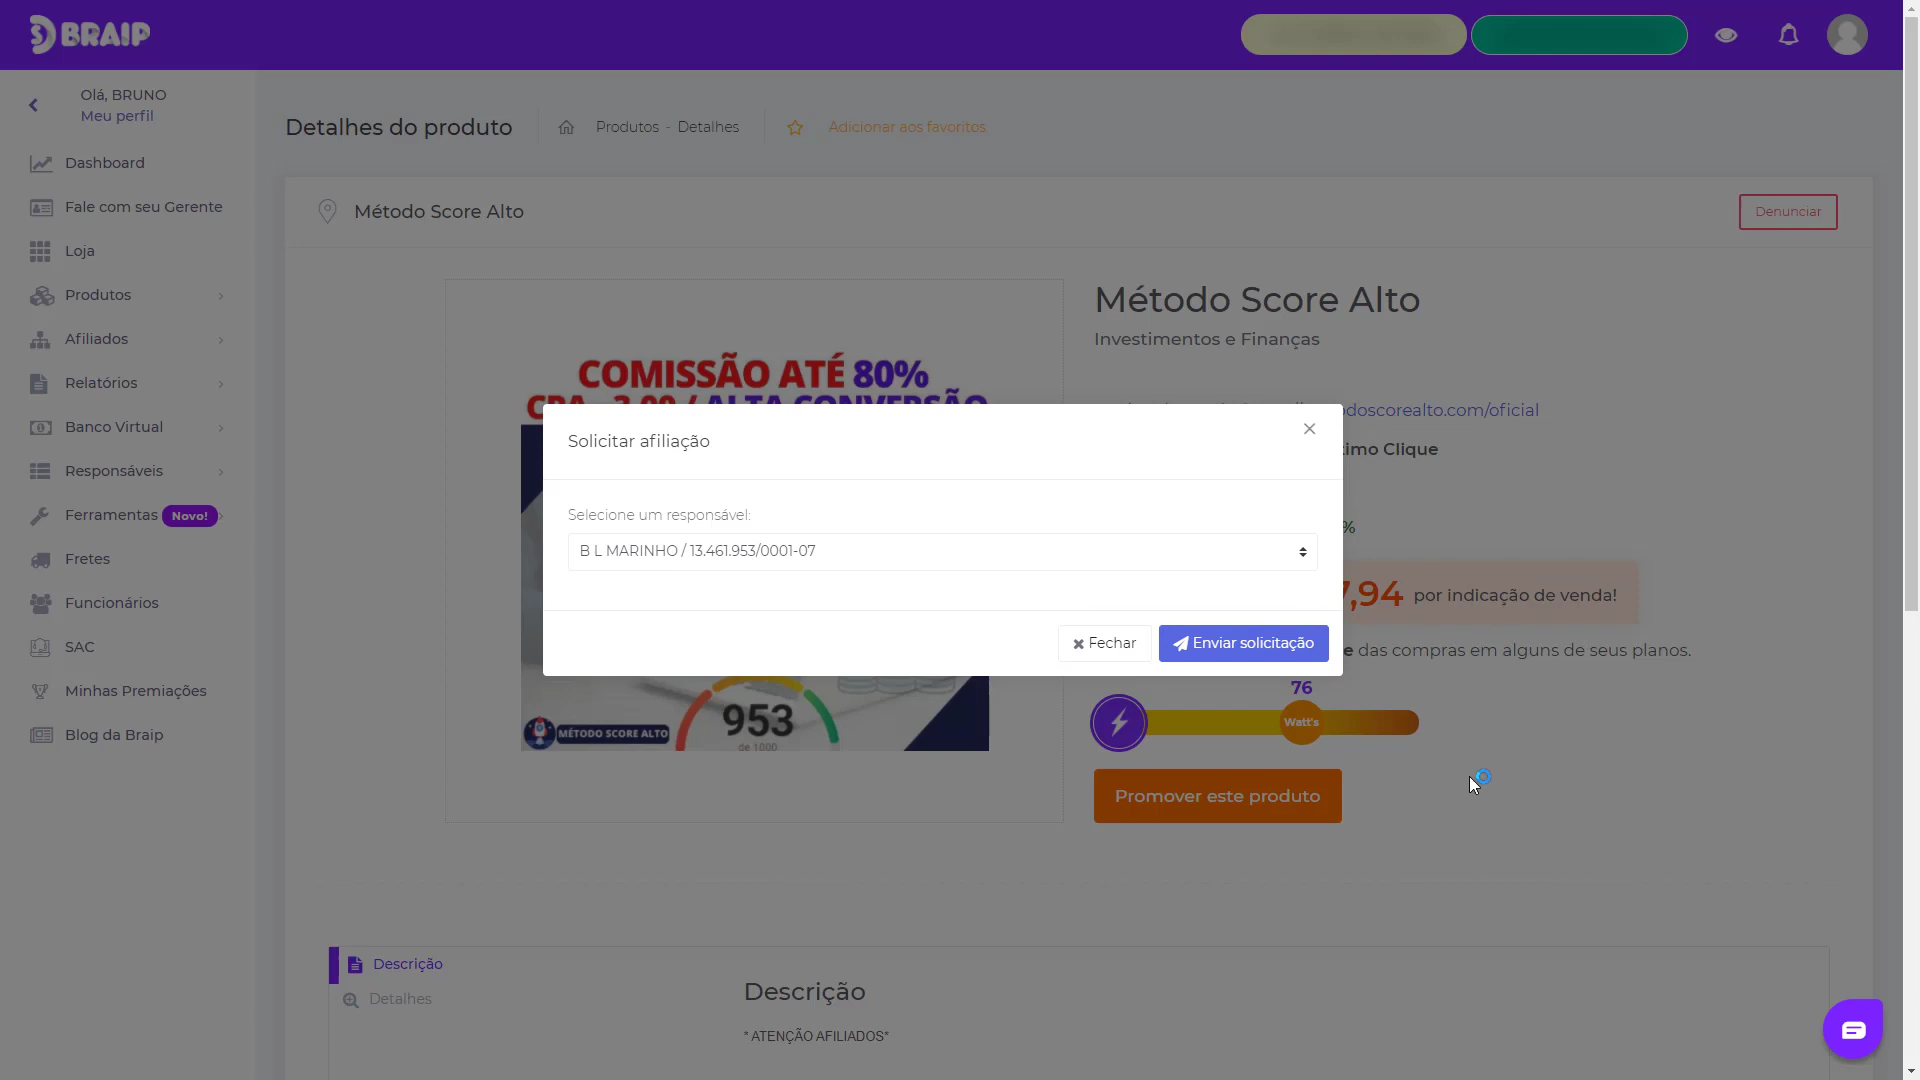 BRAIP
Olá, BRUNO
Meu perfil
Dashboard
Fale com seu Gerente
Loja
Produtos
Afiliados
Relatórios
Banco Virtual
Responsáveis
Ferramentas Novo!
Fretes
Funcionários
SAC
Minhas Premiações
Blog da Braip
Detalhes do produto
Produtos - Detalhes
Adicionar aos favoritos
Método Score Alto
Denunciar
COMISSÃO ATÉ 80%
953
de 1000
MÉTODO SCORE ALTO
Método Score Alto
Investimentos e Finanças
doscorealto.com/oficial
Clique
%
7,94 por indicação de venda!
das compras em alguns de seus planos.
76
Watt's
Promover este produto
Solicitar afiliação
Selecione um responsável:
B L MARINHO / 13.461.953/0001-07
Fechar
Enviar solicitação
Descrição
Detalhes
Descrição
* ATENÇÃO AFILIADOS*